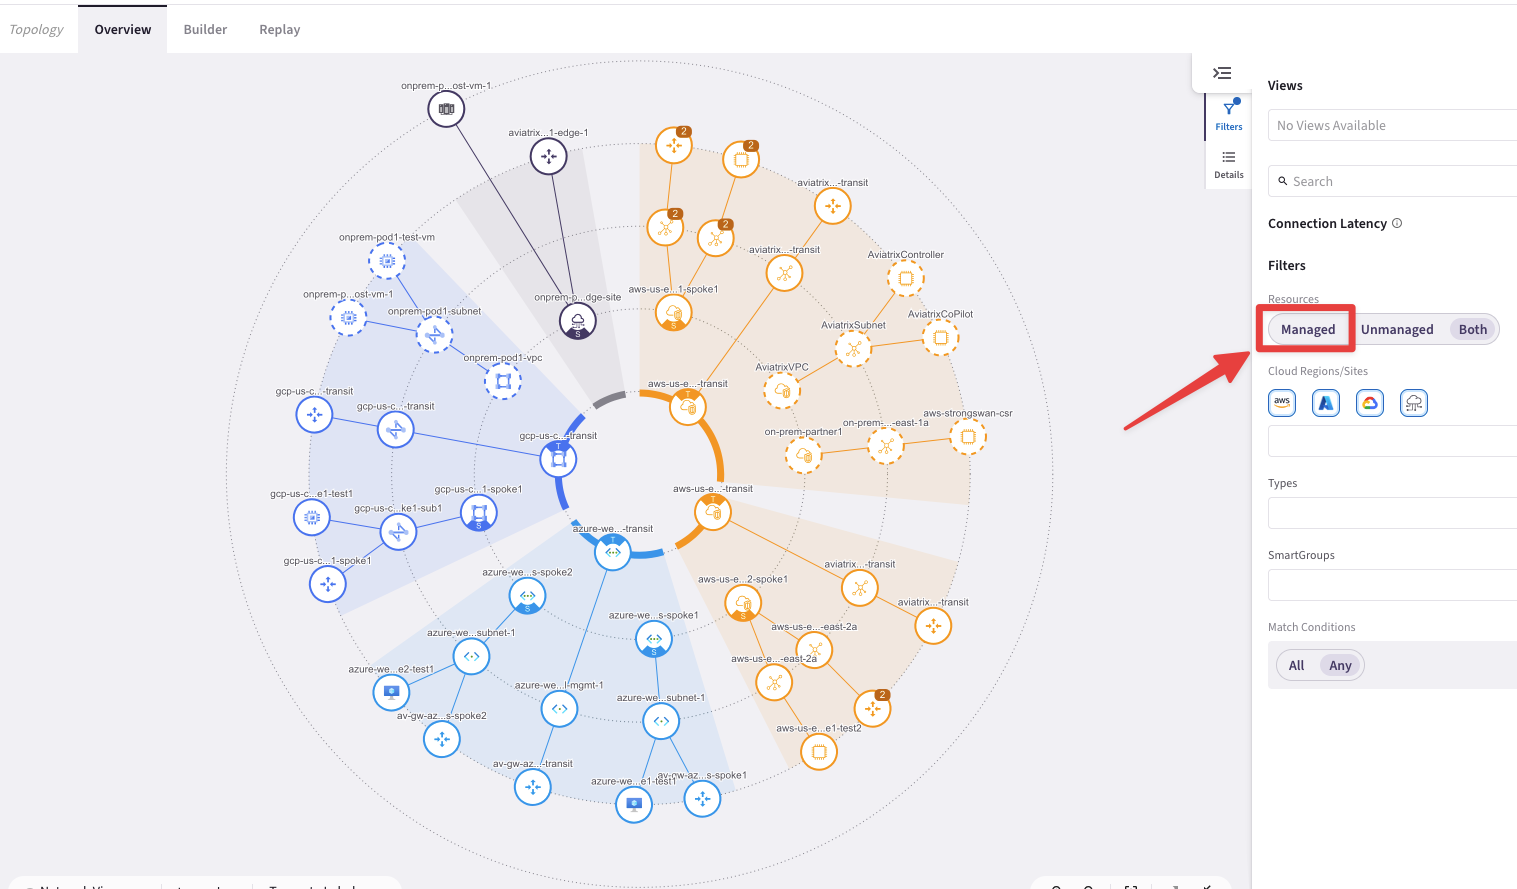 Topology Overview Builder Replay
onprem-p...ost-vm-1
aviatrix...1-edge-1
2
2
aviatrix...-transit
2
2
onprem-pod1-test-vm
aviatrix...-transit
AviatrixController
onprem-p...ost-vm-1
onprem-p...dge-site
S
aws-us-e...1-spoke1
S
onprem-pod1-subnet
AviatrixSubnet
AviatrixCoPilot
onprem-pod1-vpc
AviatrixVPC
gcp-us-c...-transit
aws-us-e...-transit
T
gcp-us-c...-transit
aws-strongswan-csr
on-prem-...-east-1a
on-prem-partner1
gcp-us-c...-transit
T
gcp-us-c...e1-test1
gcp-us-c...1-spoke1
S
aws-us-e...-transit
T
gcp-us-c...ke1-sub1
azure-we...-transit
T
gcp-us-c...1-spoke1
azure-we...s-spoke2
S
aws-us-e...2-spoke1
S
aviatrix...-transit
aviatrix...-transit
azure-we...s-spoke1
S
azure-we...subnet-1
aws-us-e...-east-2a
aws-us-e...-east-2a
azure-we...e2-test1
azure-we...l-mgmt-1
azure-we...subnet-1
2
av-gw-az...s-spoke2
aws-us-e...e1-test2
av-gw-az...-transit
azure-we...e1-test1
av-gw-az...s-spoke1
Filters
Details
Views
No Views Available
Search
Connection Latency
Filters
Resources
Managed Unmanaged Both
Cloud Regions/Sites
aws
Types
SmartGroups
Match Conditions
All Any